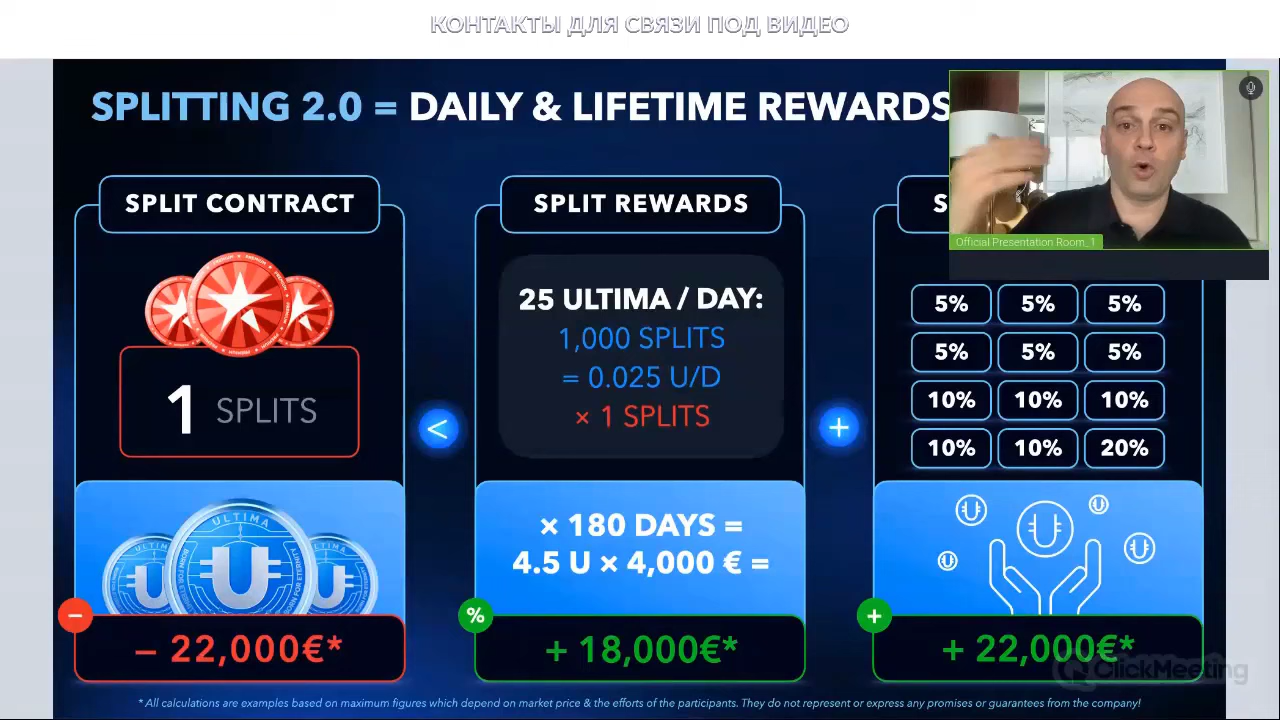 КОНТАКТЫ ДЛЯ СВЯЗИ ПОД ВИДЕО
SPLITTING 2.0 = DAILY & LIFETIME REWARDS
Official Presentation Room_1
SPLIT CONTRACT
1 SPLITS
ULTIMA
− 22,000€*
<
SPLIT REWARDS
25 ULTIMA / DAY:
1,000 SPLITS
= 0.025 U/D
× 1 SPLITS
× 180 DAYS =
4.5 U × 4,000 € =
%
+ 18,000€*
+
S
5% 5% 5%
5% 5% 5%
10% 10% 10%
10% 10% 20%
+
+ 22,000€*
ClickMeeting
* All calculations are examples based on maximum figures which depend on market price & the efforts of the participants. They do not represent or express any promises or guarantees from the company!